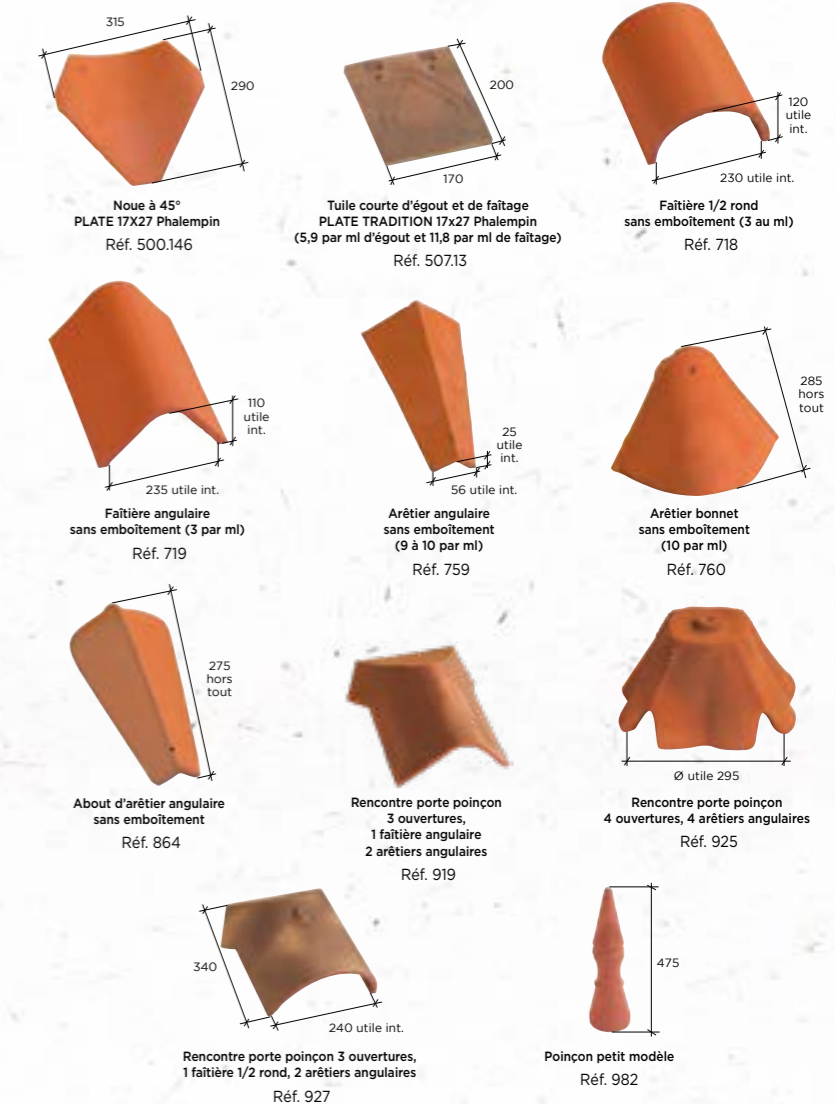 315
290
Noue à 45°
PLATE 17X27 Phalempin
Réf. 500.146
200
170
Tuile courte d'égout et de faîtage
PLATE TRADITION 17x27 Phalempin
(5,9 par ml d'égout et 11,8 par ml de faîtage)
Réf. 507.13
120
utile
int.
230 utile int.
Faîtière 1/2 rond
sans emboîtement (3 au ml)
Réf. 718
110
utile
int.
235 utile int.
Faîtière angulaire
sans emboîtement (3 par ml)
Réf. 719
25
utile
int.
56 utile int.
Arêtier angulaire
sans emboîtement
(9 à 10 par ml)
Réf. 759
285
hors
tout
Arêtier bonnet
sans emboîtement
(10 par ml)
Réf. 760
275
hors
tout
About d'arêtier angulaire
sans emboîtement
Réf. 864
Rencontre porte poinçon
3 ouvertures,
1 faîtière angulaire
2 arêtiers angulaires
Réf. 919
Ø utile 295
Rencontre porte poinçon
4 ouvertures, 4 arêtiers angulaires
Réf. 925
340
240 utile int.
Rencontre porte poinçon 3 ouvertures,
1 faîtière 1/2 rond, 2 arêtiers angulaires
Réf. 927
475
Poinçon petit modèle
Réf. 982